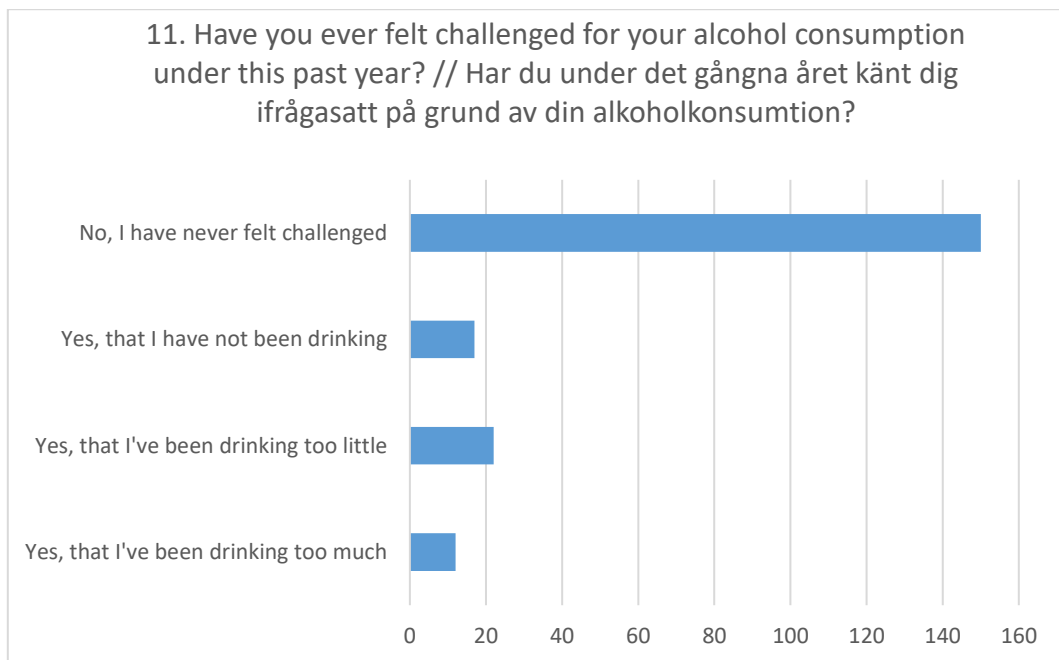 11. Have you ever felt challenged for your alcohol consumption
under this past year? // Har du under det gångna året känt dig
ifrågasatt på grund av din alkoholkonsumtion?
No, I have never felt challenged
Yes, that I have not been drinking
Yes, that I've been drinking too little
Yes, that I've been drinking too much
0 20 40 60 80 100 120 140 160